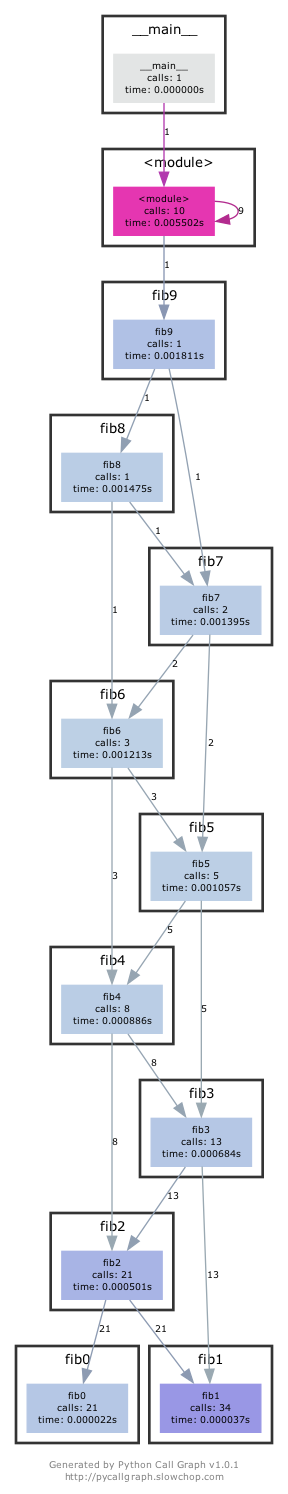 __main__
__main__
calls: 1
time: 0.000000s
1
<module>
<module>
calls: 10
time: 0.005502s
9
1
fib9
fib9
calls: 1
time: 0.001811s
1
fib8
fib8
calls: 1
time: 0.001475s
1
1
fib7
fib7
calls: 2
time: 0.001395s
1
2
fib6
fib6
calls: 3
time: 0.001213s
2
3
fib5
fib5
calls: 5
time: 0.001057s
3
5
fib4
fib4
calls: 8
time: 0.000886s
5
8
fib3
fib3
calls: 13
time: 0.000684s
8
13
fib2
fib2
calls: 21
time: 0.000501s
13
21
21
fib0
fib0
calls: 21
time: 0.000022s
fib1
fib1
calls: 34
time: 0.000037s
Generated by Python Call Graph v1.0.1
http://pycallgraph.slowchop.com